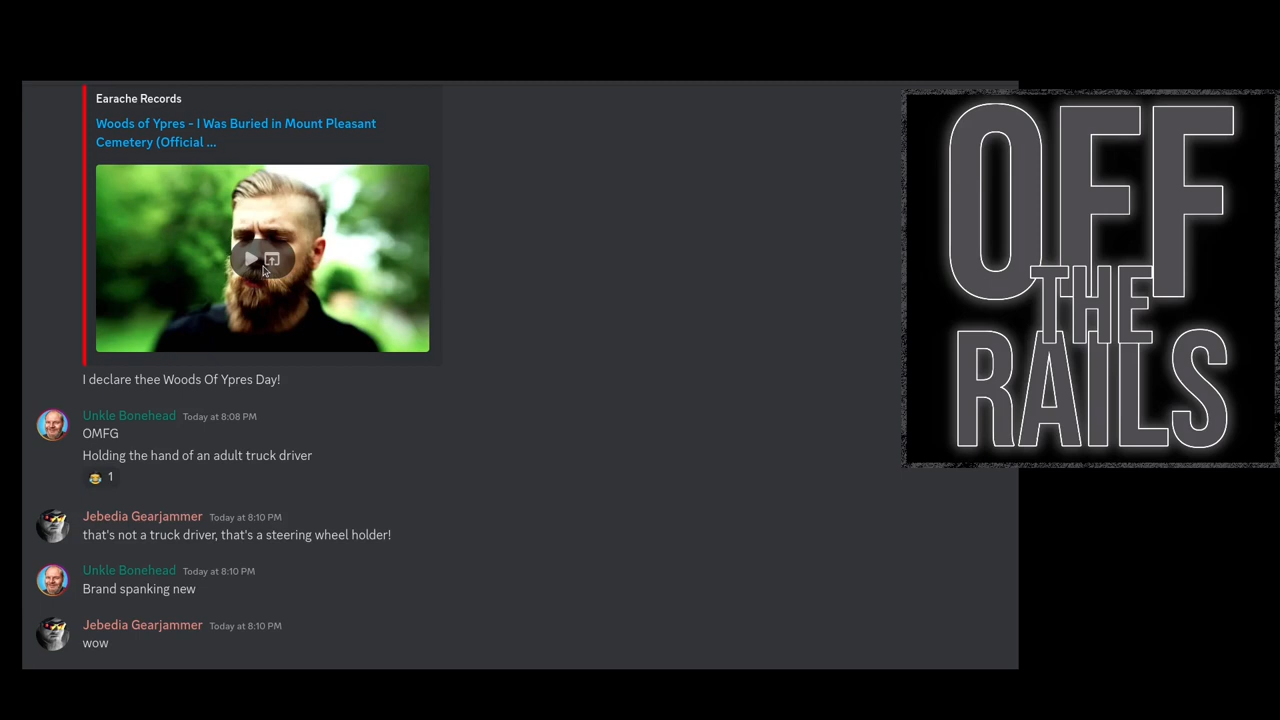 Earache Records
Woods of Ypres - I Was Buried in Mount Pleasant
Cemetery (Official ...
I declare thee Woods Of Ypres Day!
Unkle Bonehead Today at 8:08 PM
OMFG
Holding the hand of an adult truck driver
1
Jebedia Gearjammer Today at 8:10 PM
that's not a truck driver, that's a steering wheel holder!
Unkle Bonehead Today at 8:10 PM
Brand spanking new
Jebedia Gearjammer Today at 8:10 PM
wow
OFF
THE
RAILS